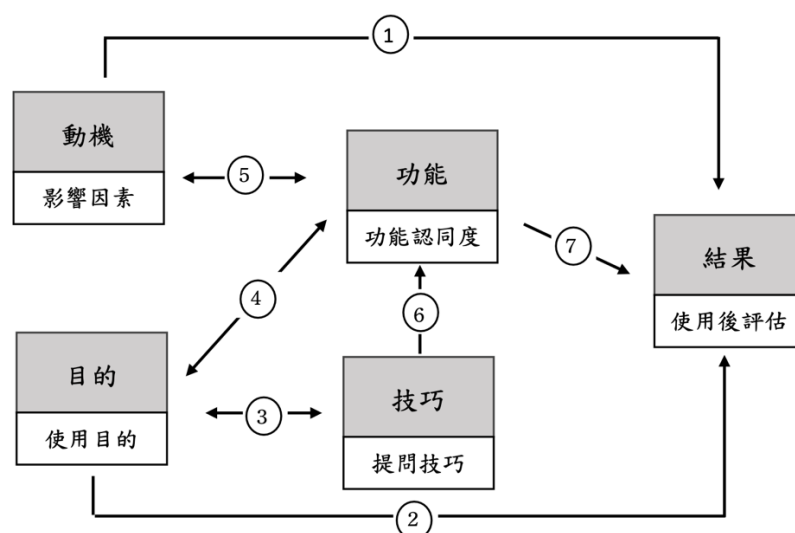 ①
動機
影響因素
⑤
功能
功能認同度
⑦
結果
使用後評估
④
⑥
目的
使用目的
③
技巧
提問技巧
②